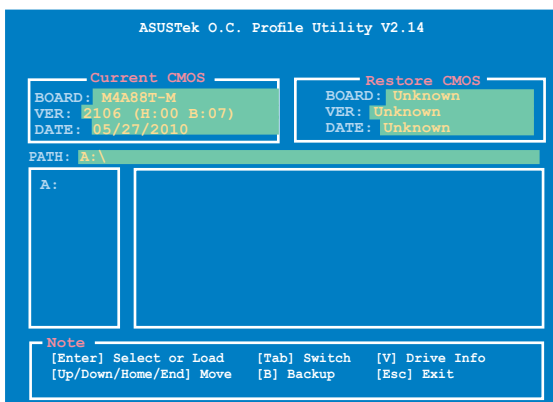 ASUSTek O.C. Profile Utility V2.14
Current CMOS
BOARD: M4A88T-M
VER: 2106 (H:00 B:07)
DATE: 05/27/2010
Restore CMOS
BOARD: Unknown
VER: Unknown
DATE: Unknown
PATH: A:\
A:
Note
[Enter] Select or Load [Tab] Switch [V] Drive Info
[Up/Down/Home/End] Move [B] Backup [Esc] Exit